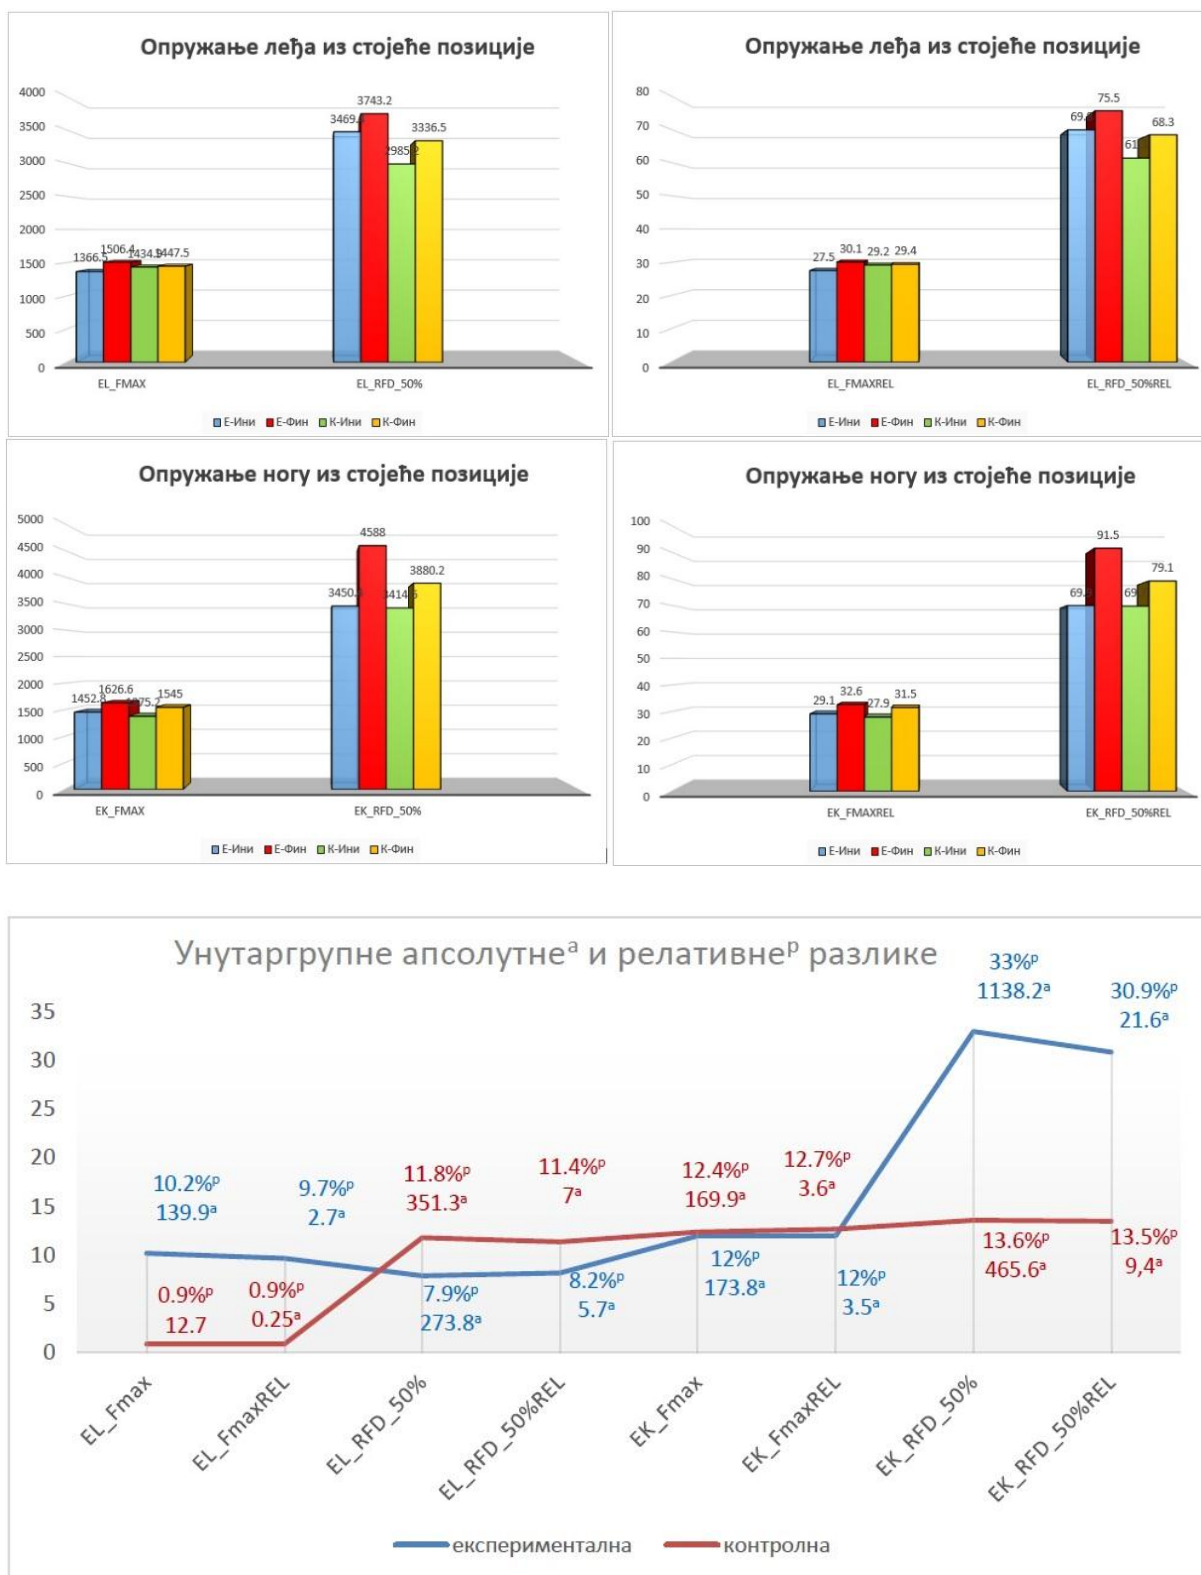 Опружање леђа из стојеће позиције
4000
3500
3000
2500
2000
1500
1000
500
0
3743.2
3336.5
1366.5
1506.4
1447.5
EL_FMAX
EL_RFD_50%
Е-Ини Е-Фин К-Ини К-Фин
Опружање леђа из стојеће позиције
80
70
60
50
40
30
20
10
0
75.5
68.3
27.5
30.1
29.2
29.4
EL_FMAXREL
EL_RFD_50%REL
Е-Ини Е-Фин К-Ини К-Фин
Опружање ногу из стојеће позиције
5000
4500
4000
3500
3000
2500
2000
1500
1000
500
0
4588
3880.2
1452.8
1626.6
1545
EK_FMAX
EK_RFD_50%
Е-Ини Е-Фин К-Ини К-Фин
Опружање ногу из стојеће позиције
100
90
80
70
60
50
40
30
20
10
0
91.5
79.1
29.1
32.6
27.9
31.5
EK_FMAXREL
EK_RFD_50%REL
Е-Ини Е-Фин К-Ини К-Фин
Унутаргрупне апсолутнеᵃ и релативнеᵖ разлике
35
30
25
20
15
10
5
0
10.2%ᵖ
139.9ᵃ
9.7%ᵖ
2.7ᵃ
11.8%ᵖ
351.3ᵃ
11.4%ᵖ
7ᵃ
12.4%ᵖ
169.9ᵃ
12.7%ᵖ
3.6ᵃ
33%ᵖ
1138.2ᵃ
30.9%ᵖ
21.6ᵃ
0.9%ᵖ
12.7
0.9%ᵖ
0.25ᵃ
7.9%ᵖ
273.8ᵃ
8.2%ᵖ
5.7ᵃ
12%ᵖ
173.8ᵃ
12%ᵖ
3.5ᵃ
13.6%ᵖ
465.6ᵃ
13.5%ᵖ
9,4ᵃ
EL_Fmax
EL_FmaxREL
EL_RFD_50%
EL_RFD_50%REL
EK_Fmax
EK_FmaxREL
EK_RFD_50%
EK_RFD_50%REL
експериментална контролна